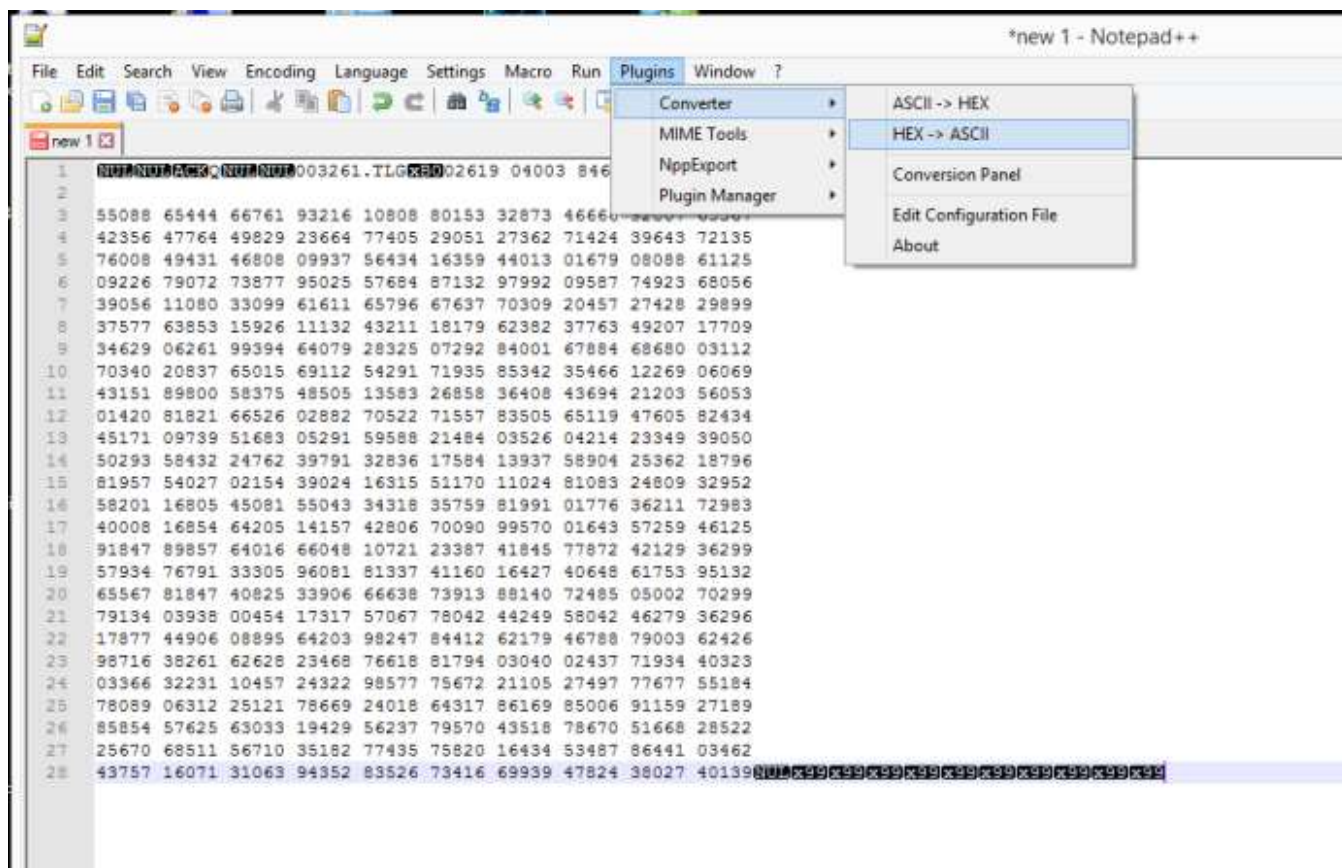 *new 1 - Notepad++
File Edit Search View Encoding Language Settings Macro Run Plugins Window ?
Converter
MIME Tools
NppExport
Plugin Manager
ASCII -> HEX
HEX -> ASCII
Conversion Panel
Edit Configuration File
About
new 1
1 NULNULACKQNULNUL003261.TLGxB002619 04003 846
2
3 55088 65444 66761 93216 10808 80153 32873 46660
4 42356 47764 49829 23664 77405 29051 27362 71424 39643 72135
5 76008 49431 46808 09937 56434 16359 44013 01679 08088 61125
6 09226 79072 73877 95025 57684 87132 97992 09587 74923 68056
7 39056 11080 33099 61611 65796 67637 70309 20457 27428 29899
8 37577 63853 15926 11132 43211 18179 62382 37763 49207 17709
9 34629 06261 99394 64079 28325 07292 84001 67884 68680 03112
10 70340 20837 65015 69112 54291 71935 85342 35466 12269 06069
11 43151 89800 58375 48505 13583 26858 36408 43694 21203 56053
12 01420 81821 66526 02882 70522 71557 83505 65119 47605 82434
13 45171 09739 51683 05291 59588 21484 03526 04214 23349 39050
14 50293 58432 24762 39791 32836 17584 13937 58904 25362 18796
15 81957 54027 02154 39024 16315 51170 11024 81083 24809 32952
16 58201 16805 45081 55043 34318 35759 81991 01776 36211 72983
17 40008 16854 64205 14157 42806 70090 99570 01643 57259 46125
18 91847 89857 64016 66048 10721 23387 41845 77872 42129 36299
19 57934 76791 33305 96081 81337 41160 16427 40648 61753 95132
20 65567 81847 40825 33906 66638 73913 88140 72485 05002 70299
21 79134 03938 00454 17317 57067 78042 44249 58042 46279 36296
22 17877 44906 08895 64203 98247 84412 62179 46788 79003 62426
23 98716 38261 62628 23468 76618 81794 03040 02437 71934 40323
24 03366 32231 10457 24322 98577 75672 21105 27497 77677 55184
25 78089 06312 25121 78669 24018 64317 86169 85006 91159 27189
26 85854 57625 63033 19429 56237 79570 43518 78670 51668 28522
27 25670 68511 56710 35182 77435 75820 16434 53487 86441 03462
28 43757 16071 31063 94352 83526 73416 69939 47824 38027 40139NULx99x99x99x99x99x99x99x99x99x99